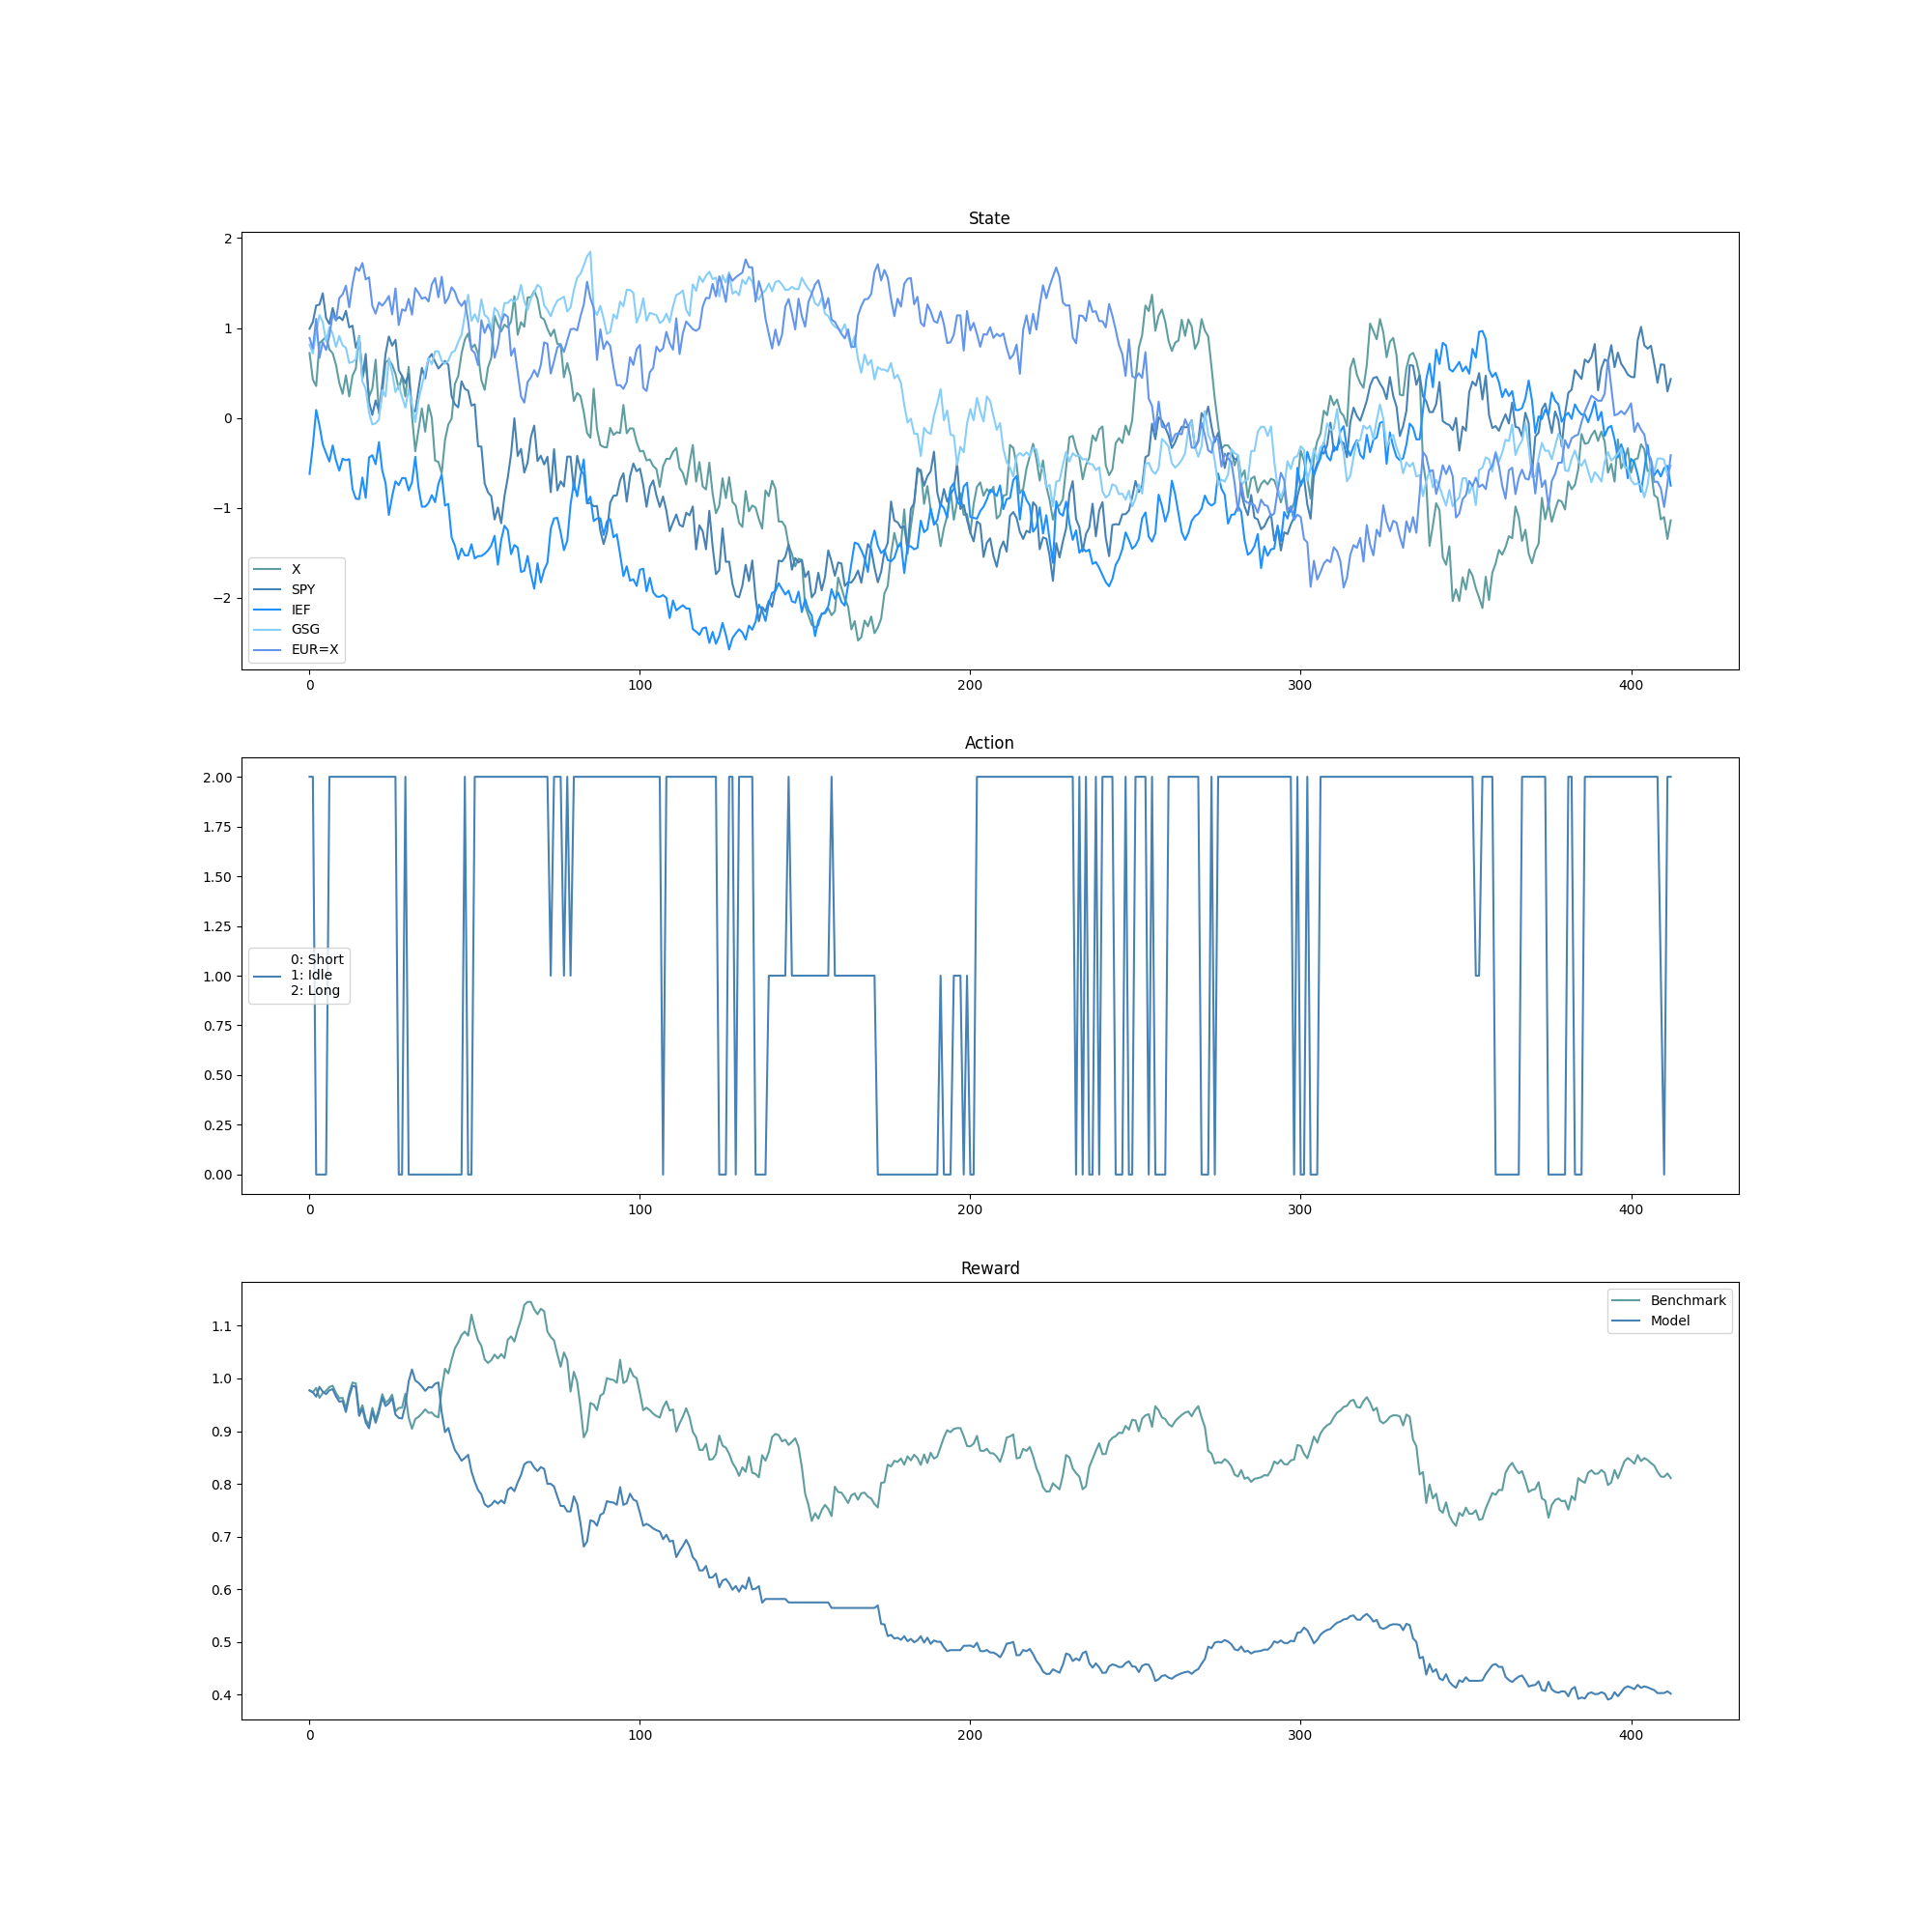 State
2
1
0
−1
−2
X
SPY
IEF
GSG
EUR=X
0 100 200 300 400
Action
2.00
1.75
1.50
1.25
1.00
0.75
0.50
0.25
0.00
0: Short
1: Idle
2: Long
0 100 200 300 400
Reward
1.1
1.0
0.9
0.8
0.7
0.6
0.5
0.4
Benchmark
Model
0 100 200 300 400